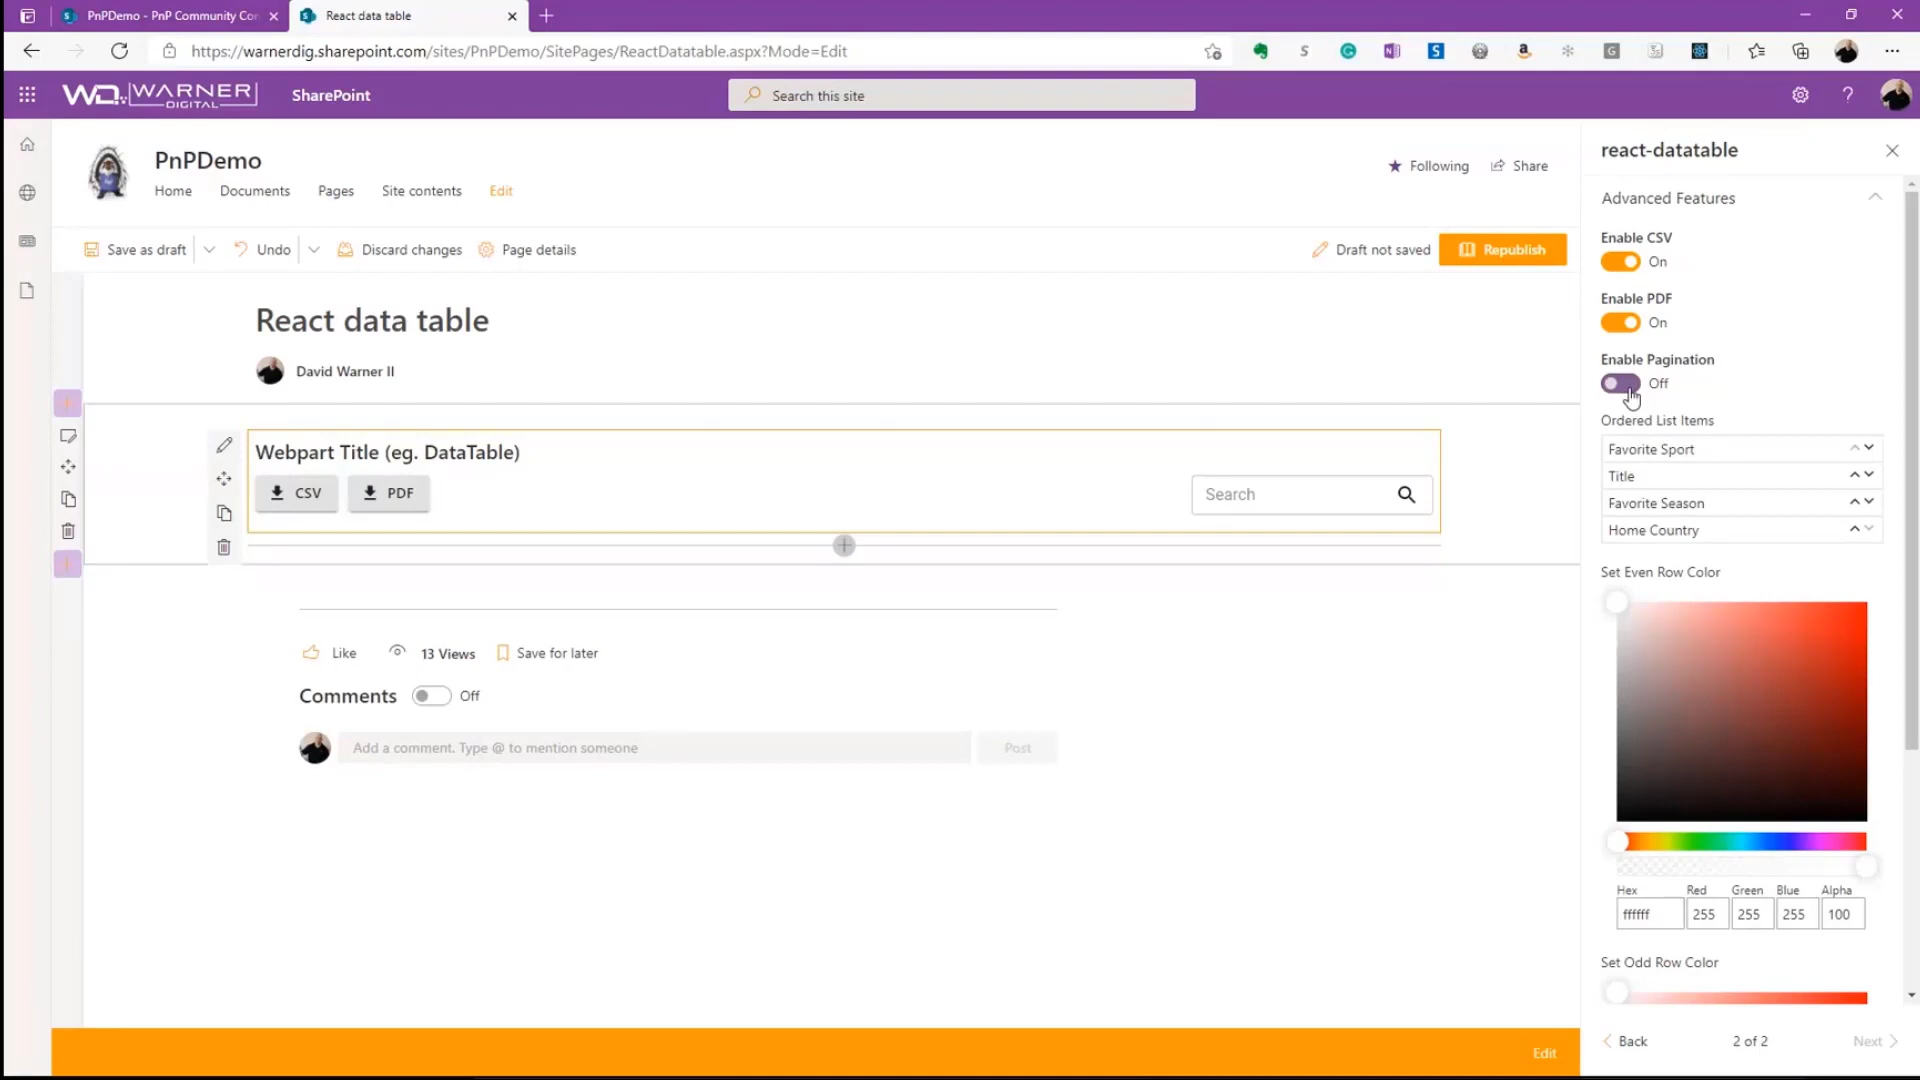 PnPDemo - PnP Community Con
React data table
https://warnerdig.sharepoint.com/sites/PnPDemo/SitePages/ReactDatatable.aspx?Mode=Edit
WD. WARNER DIGITAL
SharePoint
Search this site
PnPDemo
Home Documents Pages Site contents Edit
Following Share
Save as draft Undo Discard changes Page details
Draft not saved Republish
React data table
David Warner II
Webpart Title (eg. DataTable)
CSV PDF Search
Like 13 Views Save for later
Comments Off
Add a comment. Type @ to mention someone Post
Edit
react-datatable
Advanced Features
Enable CSV
On
Enable PDF
On
Enable Pagination
Off
Ordered List Items
Favorite Sport
Title
Favorite Season
Home Country
Set Even Row Color
Hex Red Green Blue Alpha
ffffff 255 255 255 100
Set Odd Row Color
Back 2 of 2 Next